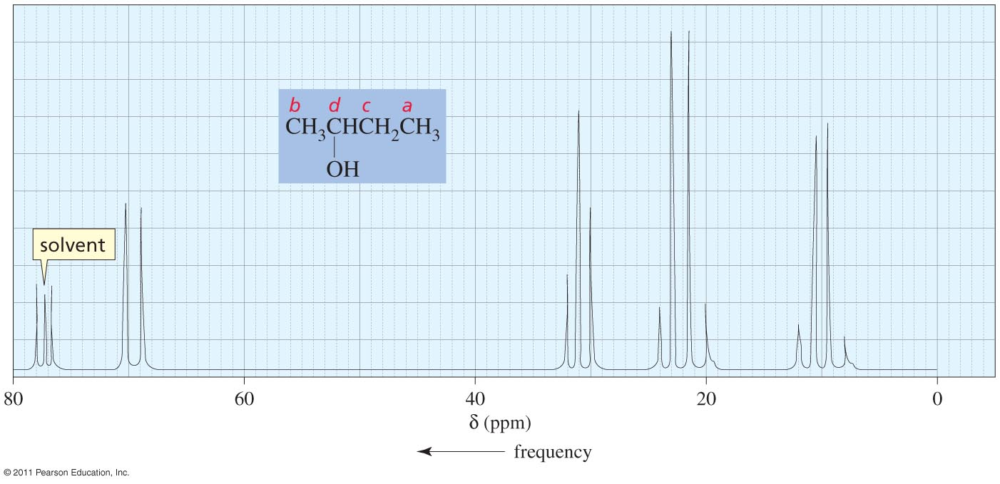 b d c a
CH₃CHCH₂CH₃
OH
solvent
80 60 40 20 0
δ (ppm)
frequency
© 2011 Pearson Education, Inc.